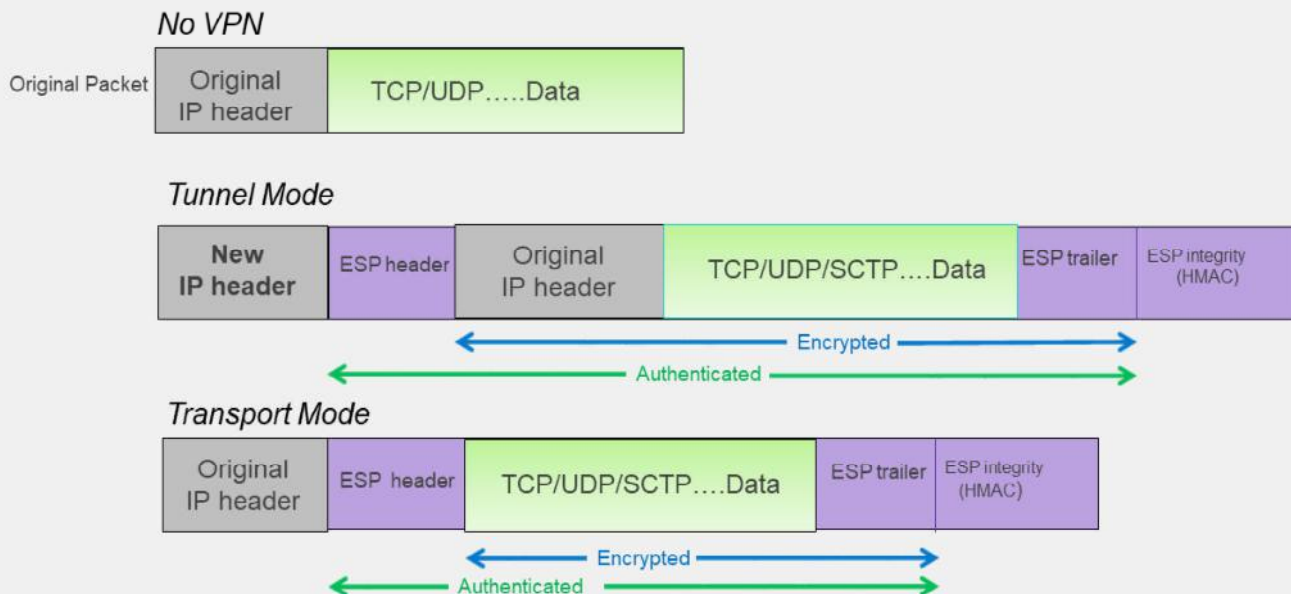 No VPN
Original Packet
Original
IP header
TCP/UDP.....Data
Tunnel Mode
New
IP header
ESP header
Original
IP header
TCP/UDP/SCTP....Data
ESP trailer
ESP integrity
(HMAC)
Encrypted
Authenticated
Transport Mode
Original
IP header
ESP header
TCP/UDP/SCTP....Data
ESP trailer
ESP integrity
(HMAC)
Encrypted
Authenticated